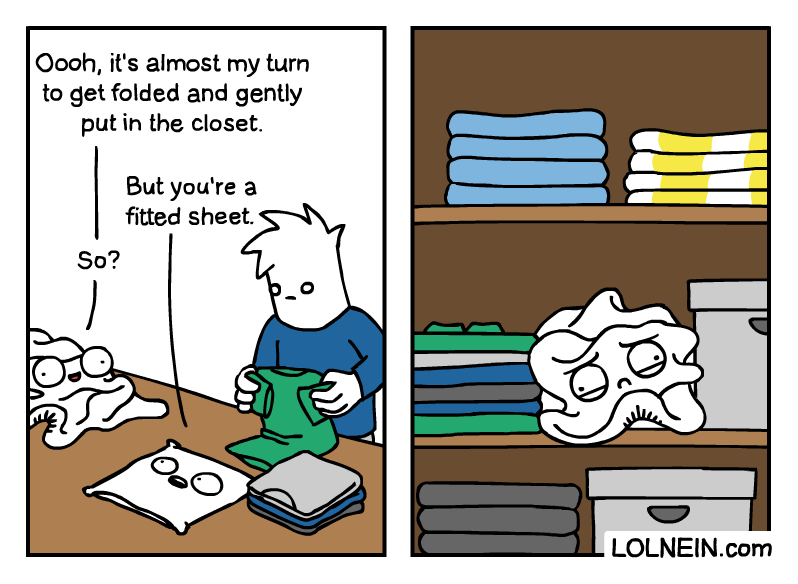 Oooh, it's almost my turn
to get folded and gently
put in the closet.
But you're a
fitted sheet.
So?
LOLNEIN.com